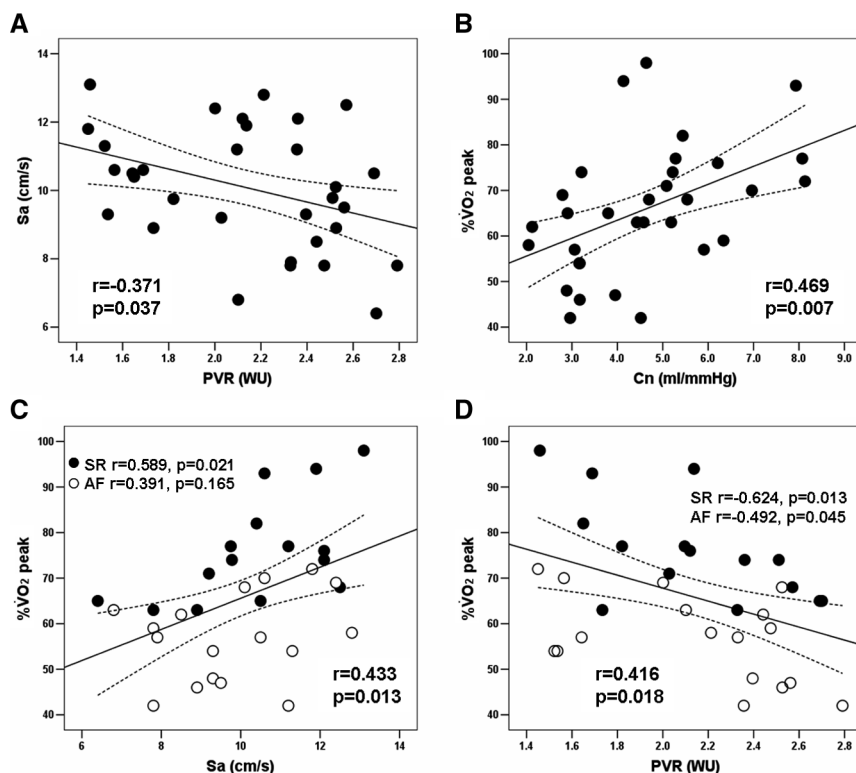 A
14
12
10
8
6
Sa (cm/s)
r=-0.371
p=0.037
1.4 1.6 1.8 2.0 2.2 2.4 2.6 2.8
PVR (WU)
B
100
90
80
70
60
50
40
%V̇O2 peak
r=0.469
p=0.007
2.0 3.0 4.0 5.0 6.0 7.0 8.0 9.0
Cn (ml/mmHg)
C
100
90
80
70
60
50
40
%V̇O2 peak
SR r=0.589, p=0.021
AF r=0.391, p=0.165
r=0.433
p=0.013
6 8 10 12 14
Sa (cm/s)
D
100
90
80
70
60
50
40
%V̇O2 peak
SR r=-0.624, p=0.013
AF r=-0.492, p=0.045
r=0.416
p=0.018
1.4 1.6 1.8 2.0 2.2 2.4 2.6 2.8
PVR (WU)